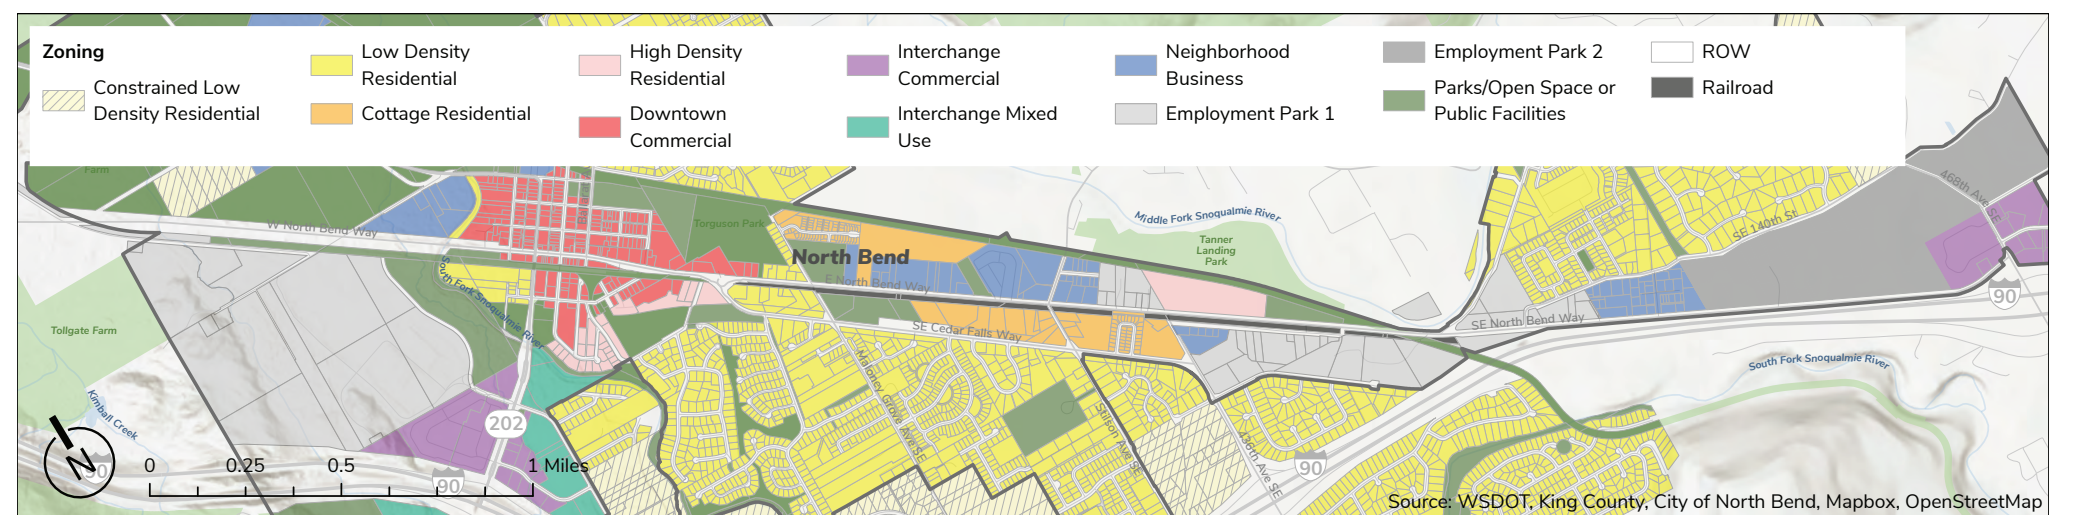 Zoning
Constrained Low
Density Residential
Low Density
Residential
Cottage Residential
High Density
Residential
Downtown
Commercial
Interchange
Commercial
Interchange Mixed
Use
Neighborhood
Business
Employment Park 1
Employment Park 2
Parks/Open Space or
Public Facilities
ROW
Railroad
Farm
W North Bend Way
Torguson Park
North Bend
E North Bend Way
Middle Fork Snoqualmie River
Tanner
Landing
Park
468th Ave SE
SE 140th St
SE North Bend Way
90
South Fork Snoqualmie River
SE Cedar Falls Way
Tollgate Farm
Kimball Creek
South Fork Snoqualmie River
Maloney Grove Ave SE
Stilson Ave SE
436th Ave SE
202
90
90
90
N
0
0.25
0.5
1 Miles
Source: WSDOT, King County, City of North Bend, Mapbox, OpenStreetMap